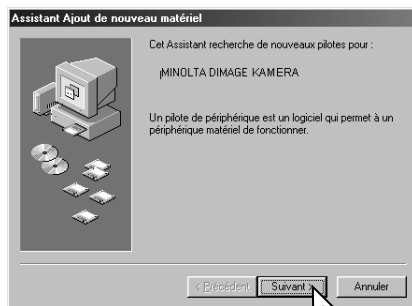 Assistant Ajout de nouveau matériel
Cet Assistant recherche de nouveaux pilotes pour :
MINOLTA DIMAGE KAMERA
Un pilote de périphérique est un logiciel qui permet à un
périphérique matériel de fonctionner.
< Précédent Suivant > Annuler